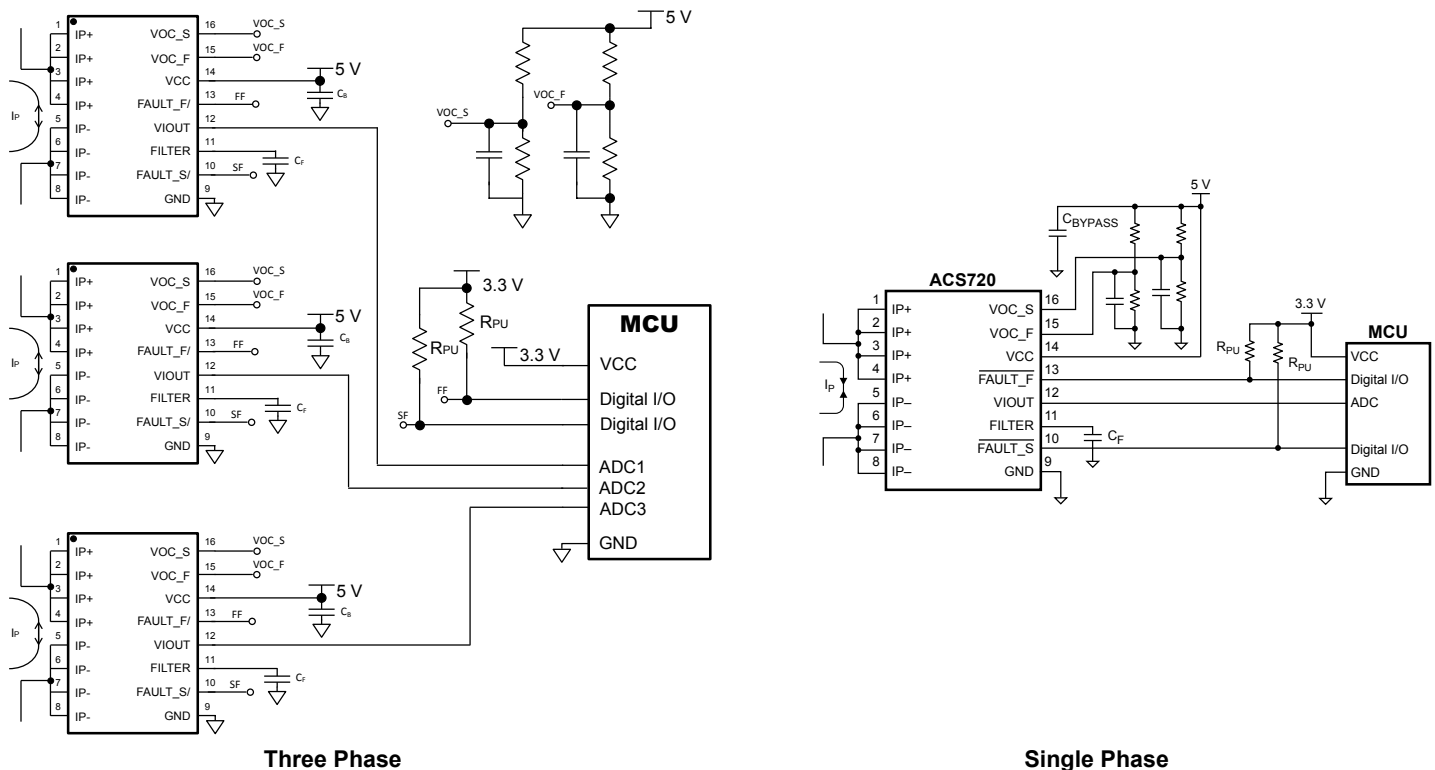 1
2
3
4
5
6
7
8
IP+
IP+
IP+
IP+
IP-
IP-
IP-
IP-
IP
VOC_S
VOC_F
VCC
FAULT_F/
VIOUT
FILTER
FAULT_S/
GND
16
15
14
13
12
11
10
9
VOC_S
VOC_F
5 V
CB
FF
CF
SF
5 V
VOC_F
VOC_S
1
2
3
4
5
6
7
8
IP+
IP+
IP+
IP+
IP-
IP-
IP-
IP-
IP
VOC_S
VOC_F
VCC
FAULT_F/
VIOUT
FILTER
FAULT_S/
GND
16
15
14
13
12
11
10
9
VOC_S
VOC_F
5 V
CB
FF
CF
SF
3.3 V
RPU
RPU
3.3 V
FF
SF
MCU
VCC
Digital I/O
Digital I/O
ADC1
ADC2
ADC3
GND
1
2
3
4
5
6
7
8
IP+
IP+
IP+
IP+
IP-
IP-
IP-
IP-
IP
VOC_S
VOC_F
VCC
FAULT_F/
VIOUT
FILTER
FAULT_S/
GND
16
15
14
13
12
11
10
9
VOC_S
VOC_F
5 V
CB
FF
CF
SF
Three Phase
5 V
CBYPASS
ACS720
1
2
3
4
5
6
7
8
IP+
IP+
IP+
IP+
IP–
IP–
IP–
IP–
IP
VOC_S
VOC_F
VCC
FAULT_F
VIOUT
FILTER
FAULT_S
GND
16
15
14
13
12
11
10
9
CF
3.3 V
RPU
RPU
MCU
VCC
Digital I/O
ADC
Digital I/O
GND
Single Phase